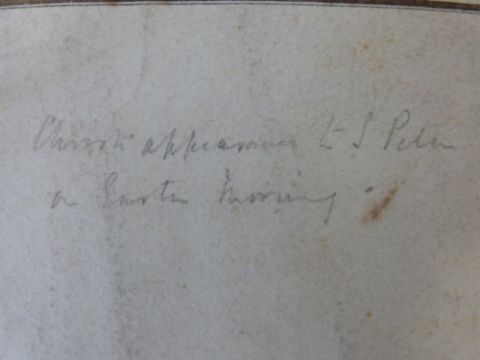 Christ's appearance to S Peter
on Easter Morning.